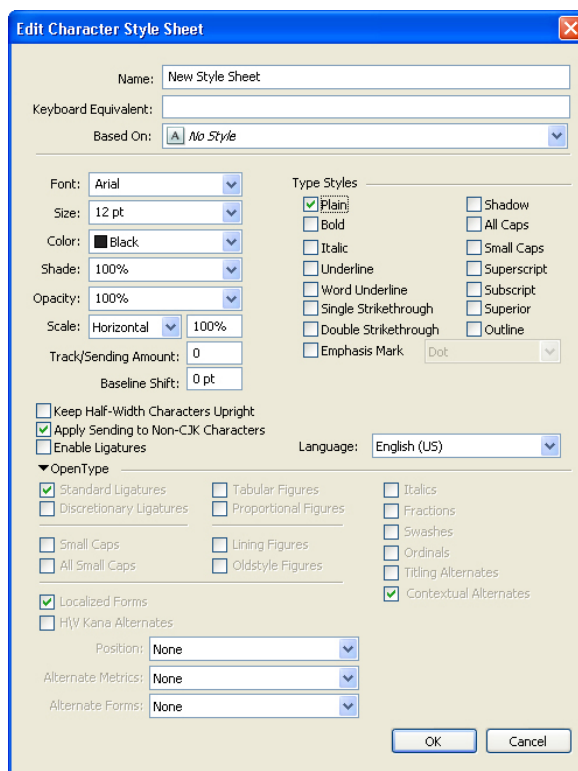 Edit Character Style Sheet
Name: New Style Sheet
Keyboard Equivalent:
Based On: A No Style
Font: Arial
Size: 12 pt
Color: Black
Shade: 100%
Opacity: 100%
Scale: Horizontal 100%
Track/Sending Amount: 0
Baseline Shift: 0 pt
Type Styles
Plain Shadow
Bold All Caps
Italic Small Caps
Underline Superscript
Word Underline Subscript
Single Strikethrough Superior
Double Strikethrough Outline
Emphasis Mark Dot
Keep Half-Width Characters Upright
Apply Sending to Non-CJK Characters
Enable Ligatures Language: English (US)
OpenType
Standard Ligatures Tabular Figures Italics
Discretionary Ligatures Proportional Figures Fractions
Swashes
Small Caps Lining Figures Ordinals
All Small Caps Oldstyle Figures Titling Alternates
Localized Forms Contextual Alternates
H\V Kana Alternates
Position: None
Alternate Metrics: None
Alternate Forms: None
OK Cancel